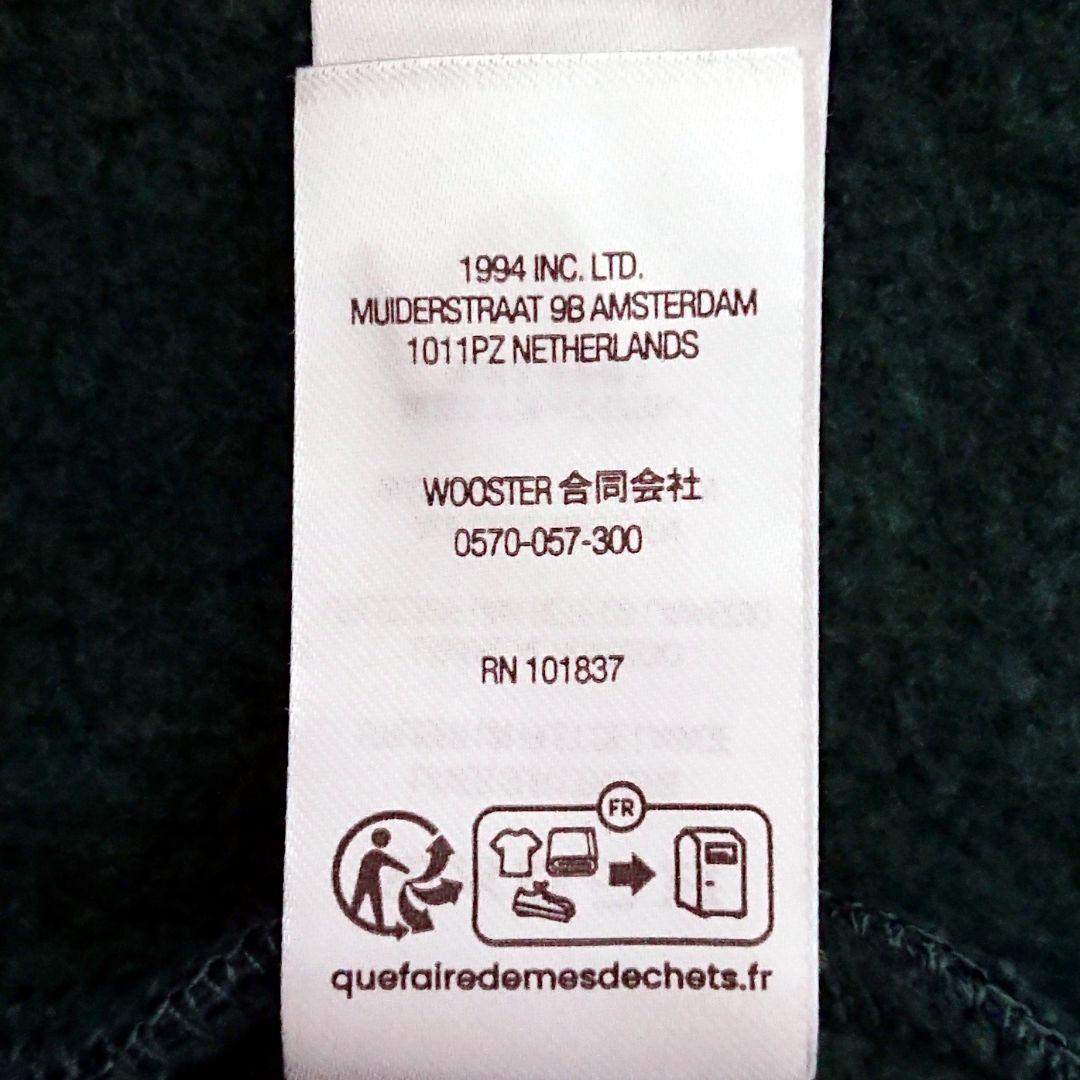 1994 INC. LTD.
MUIDERSTRAAT 9B AMSTERDAM
1011PZ NETHERLANDS
WOOSTER 合同会社
0570-057-300
RN 101837
FR
quefairedemesdechets.fr